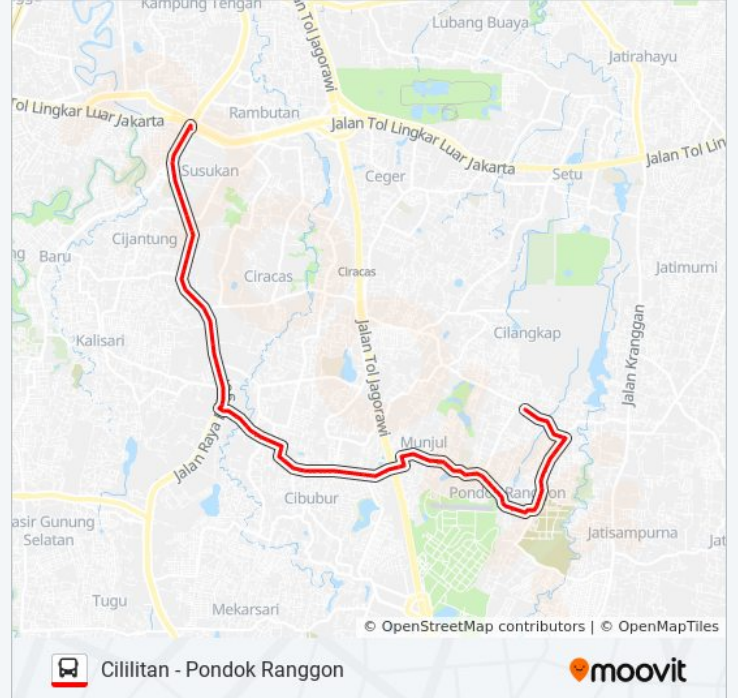 Kampung Tengah
Lubang Buaya
Jalan Tol Jagorawi
Jatirahayu
Tol Lingkar Luar Jakarta
Rambutan
Jalan Tol Lingkar Luar Jakarta
Jalan Tol Lin
Susukan
Ceger
Setu
Cijantung
Baru
Ciracas
Ciracas
Jatimurni
Kalisari
Jalan Tol Jagorawi
Cilangkap
Jalan Kranggan
Jalan Raya
Munjul
Cibubur
Pondok Ranggon
asir Gunung
Selatan
Jatisampurna
Jat
Tugu
Mekarsari
© OpenStreetMap contributors | © OpenMapTiles
Cililitan - Pondok Ranggon
moovit